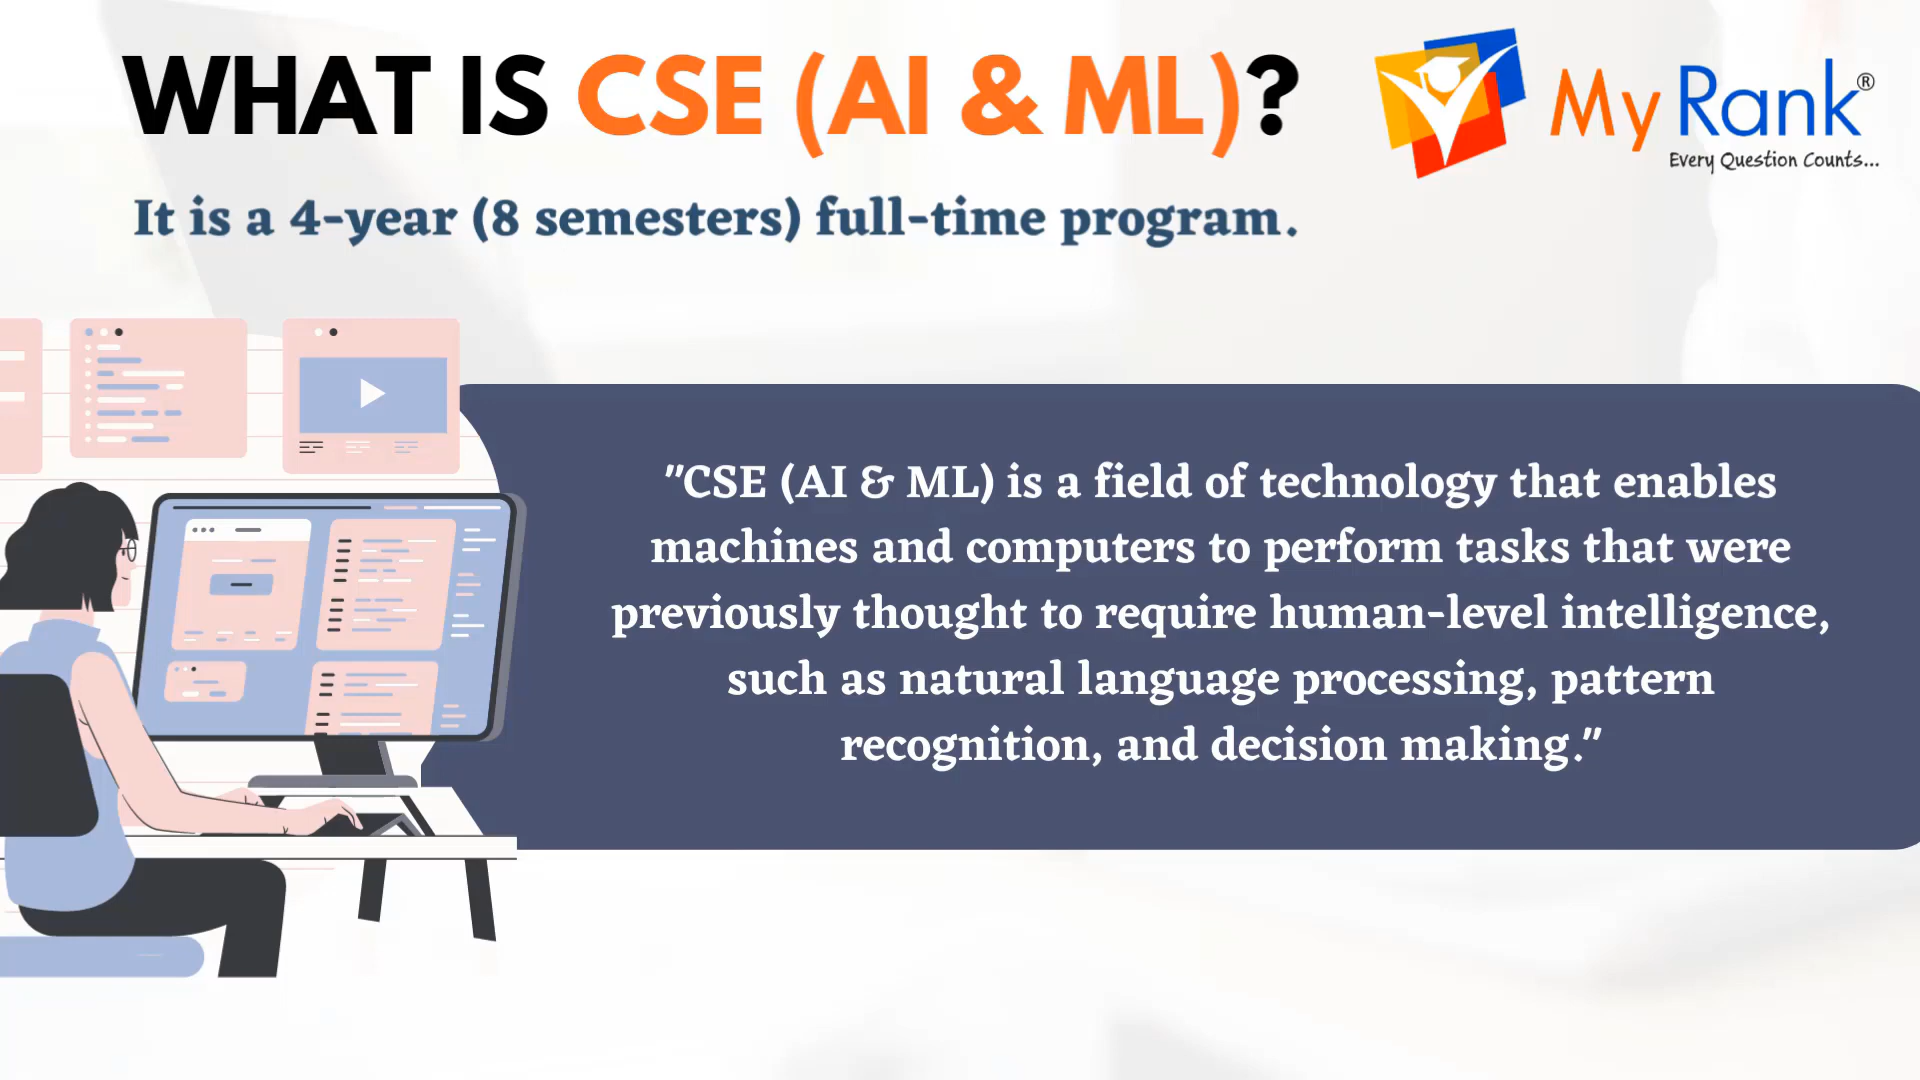 WHAT IS CSE (AI & ML)?
My Rank®
Every Question Counts...
It is a 4-year (8 semesters) full-time program.
"CSE (AI & ML) is a field of technology that enables
machines and computers to perform tasks that were
previously thought to require human-level intelligence,
such as natural language processing, pattern
recognition, and decision making."